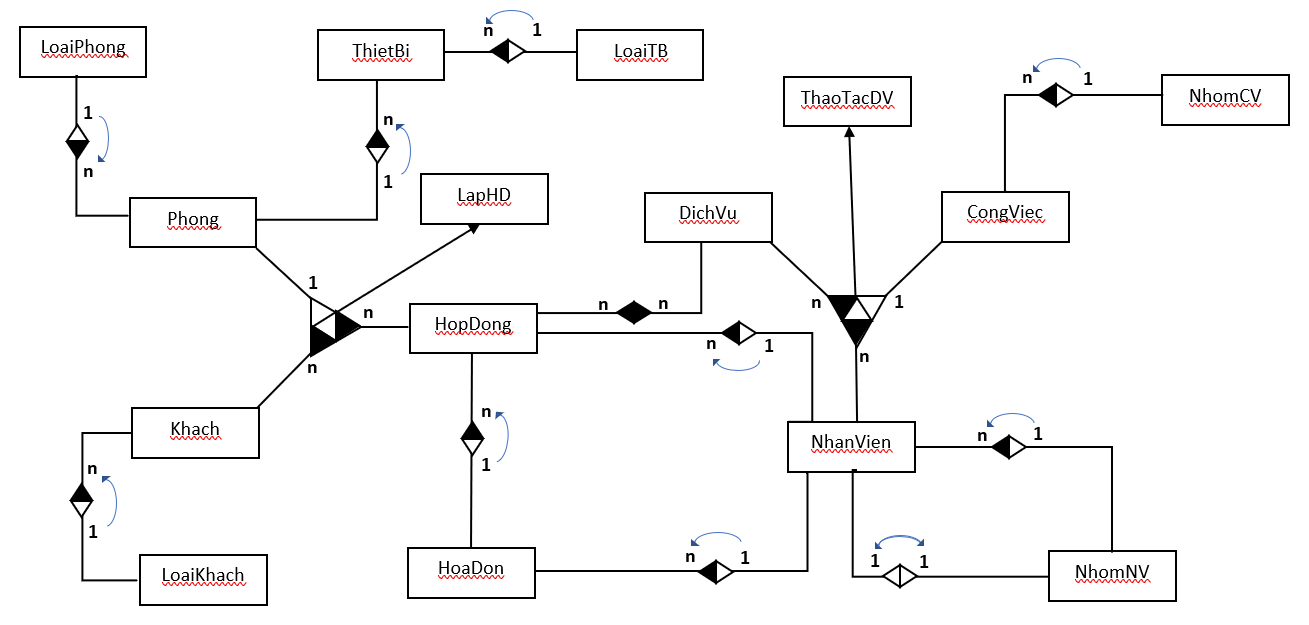 n 1
LoaiPhong
ThietBi
LoaiTB
n 1
ThaoTacDV
NhomCV
1
n
n
1
LapHD
Phong
DichVu
CongViec
1
n
n
n n
HopDong
n 1
n
1
n
n
Khach
NhanVien
n 1
n
1
n
1
n 1
1 1
LoaiKhach
HoaDon
NhomNV